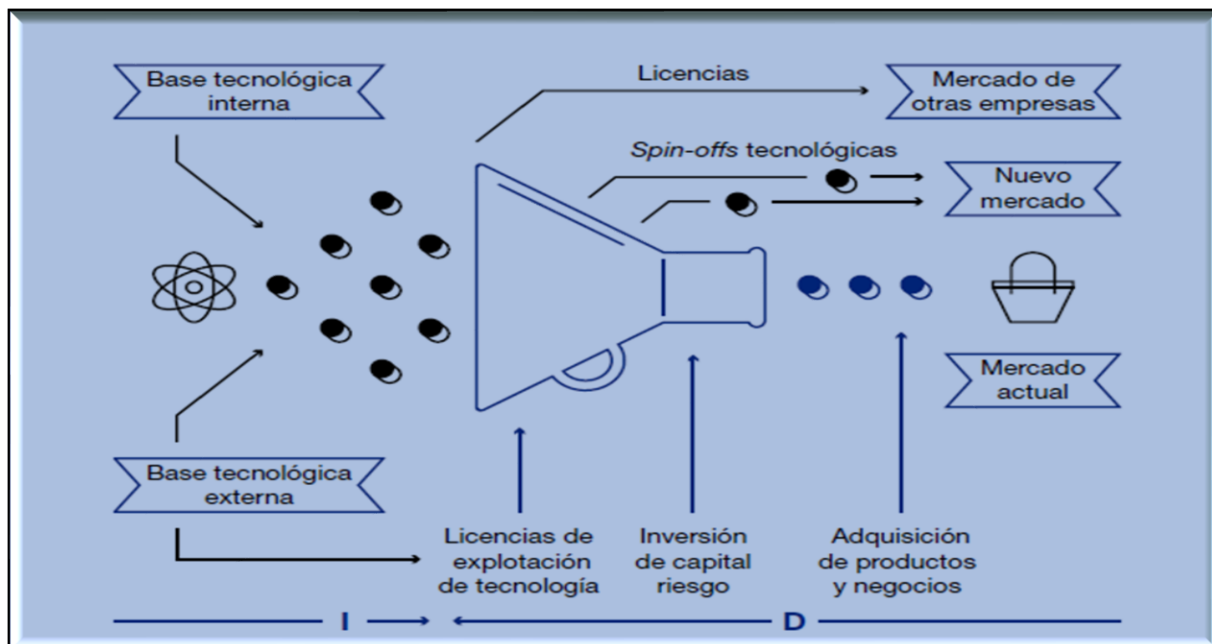 Base tecnológica
interna
Licencias
Mercado de
otras empresas
Spin-offs tecnológicas
Nuevo
mercado
Mercado
actual
Base tecnológica
externa
Licencias de
explotación
de tecnología
Inversión
de capital
riesgo
Adquisición
de productos
y negocios
I
D